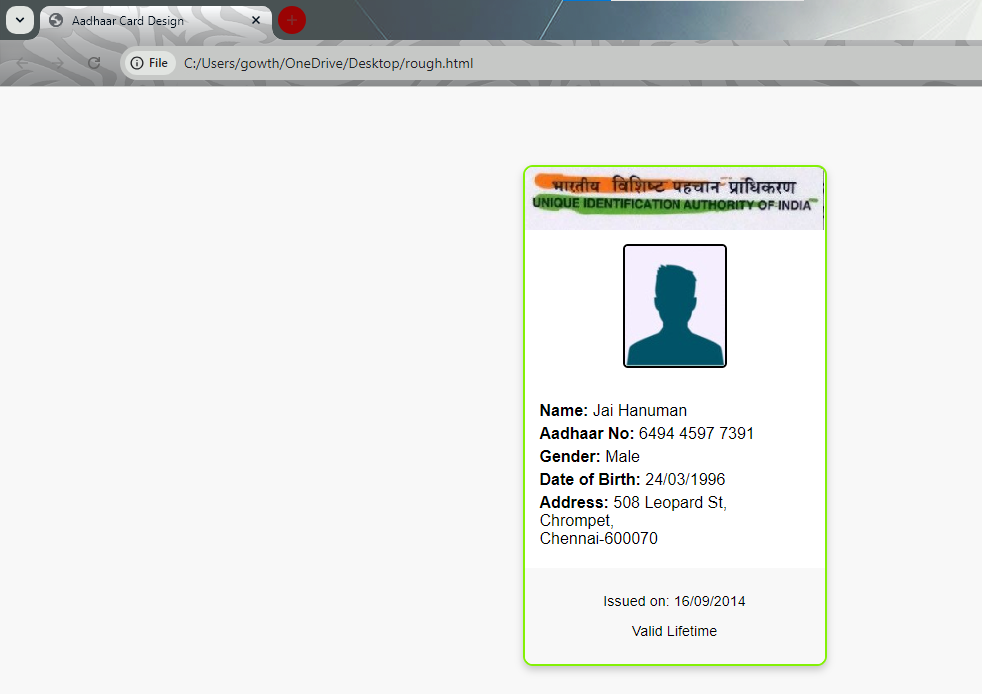 Aadhaar Card Design
File C:/Users/gowth/OneDrive/Desktop/rough.html
भारतीय विशिष्ट पहचान प्राधिकरण
UNIQUE IDENTIFICATION AUTHORITY OF INDIA
Name: Jai Hanuman
Aadhaar No: 6494 4597 7391
Gender: Male
Date of Birth: 24/03/1996
Address: 508 Leopard St,
Chrompet,
Chennai-600070
Issued on: 16/09/2014
Valid Lifetime